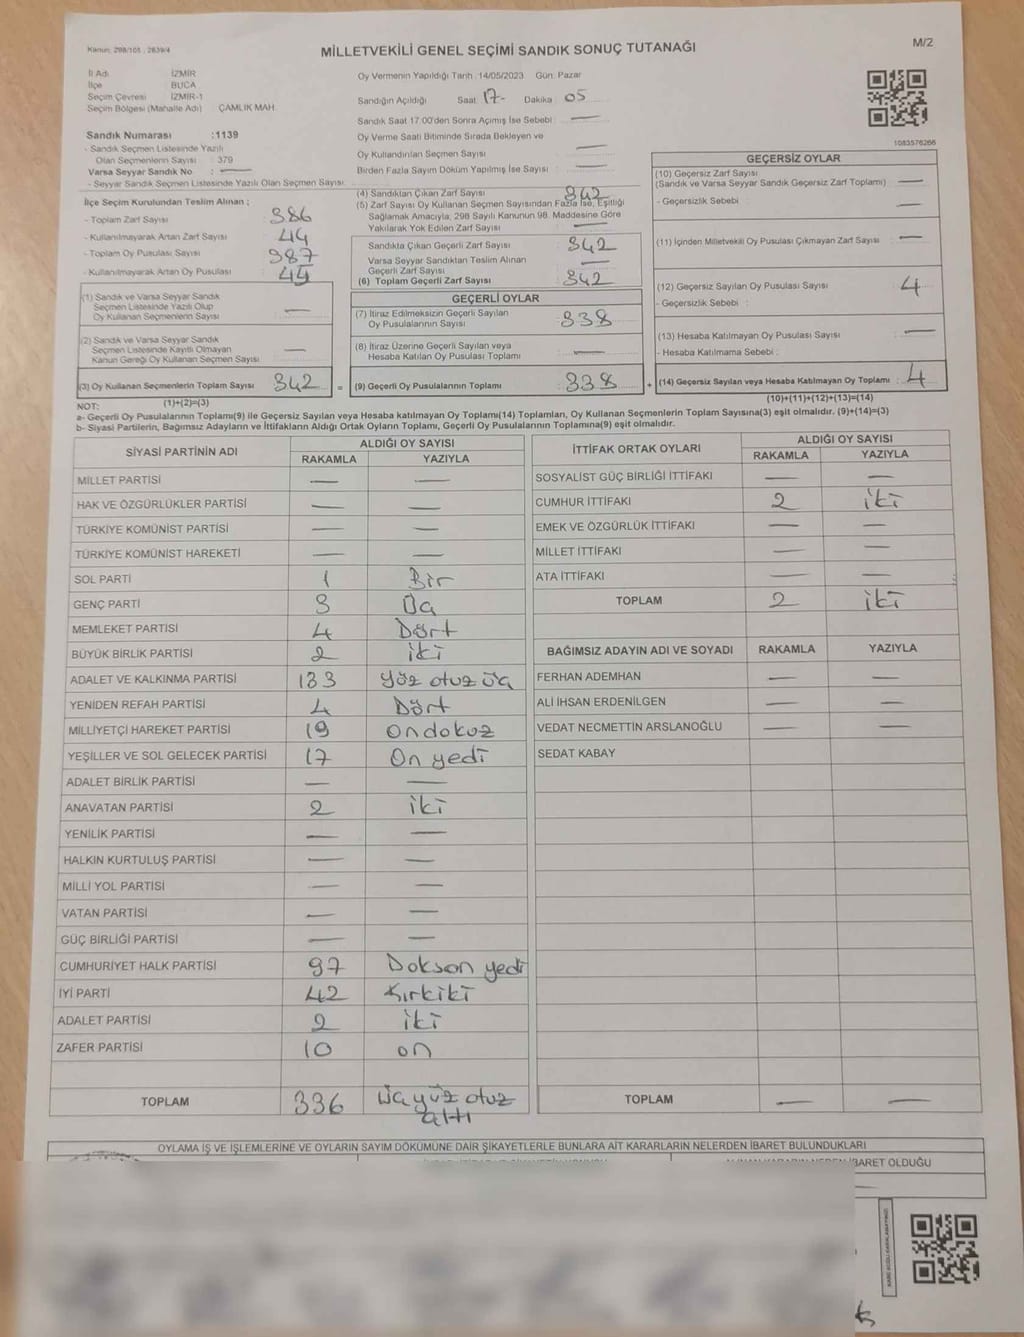 Kanun: 298/105 , 2839/4
MİLLETVEKİLİ GENEL SEÇİMİ SANDIK SONUÇ TUTANAĞI
M/2
İl Adı İZMİR
İlçe BUCA
Seçim Çevresi İZMİR-1
Seçim Bölgesi (Mahalle Adı) ÇAMLIK MAH.
Sandık Numarası :1139
- Sandık Seçmen Listesinde Yazılı
Olan Seçmenlerin Sayısı : 379
Varsa Seyyar Sandık No : —
- Seyyar Sandık Seçmen Listesinde Yazılı Olan Seçmen Sayısı:
Oy Vermenin Yapıldığı Tarih :14/05/2023 Gün: Pazar
Sandığın Açıldığı Saat: 17- Dakika: 05
Sandık Saat 17:00'den Sonra Açılmış İse Sebebi : —
Oy Verme Saati Bitiminde Sırada Bekleyen ve
Oy Kullandırılan Seçmen Sayısı : —
Birden Fazla Sayım Döküm Yapılmış İse Sayısı : —
1083576266
İlçe Seçim Kurulundan Teslim Alınan ;
- Toplam Zarf Sayısı : 386
- Kullanılmayarak Artan Zarf Sayısı : 44
- Toplam Oy Pusulası Sayısı : 387
- Kullanılmayarak Artan Oy Pusulası : 45
(1) Sandık ve Varsa Seyyar Sandık
Seçmen Listesinde Yazılı Olup
Oy Kullanan Seçmenlerin Sayısı : —
(2) Sandık ve Varsa Seyyar Sandık
Seçmen Listesinde Kayıtlı Olmayan
Kanun Gereği Oy Kullanan Seçmen Sayısı : —
(3) Oy Kullanan Seçmenlerin Toplam Sayısı : 342
(1)+(2)=(3)
(4) Sandıktan Çıkan Zarf Sayısı : 342
(5) Zarf Sayısı Oy Kullanan Seçmen Sayısından Fazla İse, Eşitliği
Sağlamak Amacıyla, 298 Sayılı Kanunun 98. Maddesine Göre
Yakılarak Yok Edilen Zarf Sayısı : —
Sandıkta Çıkan Geçerli Zarf Sayısı : 342
Varsa Seyyar Sandıktan Teslim Alınan
Geçerli Zarf Sayısı : —
(6) Toplam Geçerli Zarf Sayısı : 342
GEÇERLİ OYLAR
(7) İtiraz Edilmeksizin Geçerli Sayılan
Oy Pusulalarının Sayısı : 338
(8) İtiraz Üzerine Geçerli Sayılan veya
Hesaba Katılan Oy Pusulası Toplamı : —
= (9) Geçerli Oy Pusulalarının Toplamı : 338
GEÇERSİZ OYLAR
(10) Geçersiz Zarf Sayısı
(Sandık ve Varsa Seyyar Sandık Geçersiz Zarf Toplamı) : —
- Geçersizlik Sebebi : —
(11) İçinden Milletvekili Oy Pusulası Çıkmayan Zarf Sayısı : —
(12) Geçersiz Sayılan Oy Pusulası Sayısı : 4
- Geçersizlik Sebebi :
(13) Hesaba Katılmayan Oy Pusulası Sayısı : —
- Hesaba Katılmama Sebebi :
+ (14) Geçersiz Sayılan veya Hesaba Katılmayan Oy Toplamı : 4
(10)+(11)+(12)+(13)=(14)
NOT:
a- Geçerli Oy Pusulalarının Toplamı(9) ile Geçersiz Sayılan veya Hesaba katılmayan Oy Toplamı(14) Toplamları, Oy Kullanan Seçmenlerin Toplam Sayısına(3) eşit olmalıdır. (9)+(14)=(3)
b- Siyasi Partilerin, Bağımsız Adayların ve İttifakların Aldığı Ortak Oyların Toplamı, Geçerli Oy Pusulalarının Toplamına(9) eşit olmalıdır.
SİYASİ PARTİNİN ADI ALDIĞI OY SAYISI
RAKAMLA YAZIYLA
MİLLET PARTİSİ — —
HAK VE ÖZGÜRLÜKLER PARTİSİ — —
TÜRKİYE KOMÜNİST PARTİSİ — —
TÜRKİYE KOMÜNİST HAREKETİ — —
SOL PARTİ 1 Bir
GENÇ PARTİ 3 Üç
MEMLEKET PARTİSİ 4 Dört
BÜYÜK BİRLİK PARTİSİ 2 iki
ADALET VE KALKINMA PARTİSİ 133 Yüz otuz üç
YENİDEN REFAH PARTİSİ 4 Dört
MİLLİYETÇİ HAREKET PARTİSİ 19 Ondokuz
YEŞİLLER VE SOL GELECEK PARTİSİ 17 On yedi
ADALET BİRLİK PARTİSİ — —
ANAVATAN PARTİSİ 2 iki
YENİLİK PARTİSİ — —
HALKIN KURTULUŞ PARTİSİ — —
MİLLİ YOL PARTİSİ — —
VATAN PARTİSİ — —
GÜÇ BİRLİĞİ PARTİSİ — —
CUMHURİYET HALK PARTİSİ 97 Doksan yedi
İYİ PARTİ 42 Kırkiki
ADALET PARTİSİ 2 iki
ZAFER PARTİSİ 10 on
TOPLAM 336 Üçyüz otuz
altı
İTTİFAK ORTAK OYLARI ALDIĞI OY SAYISI
RAKAMLA YAZIYLA
SOSYALİST GÜÇ BİRLİĞİ İTTİFAKI — —
CUMHUR İTTİFAKI 2 iki
EMEK VE ÖZGÜRLÜK İTTİFAKI — —
MİLLET İTTİFAKI — —
ATA İTTİFAKI — —
TOPLAM 2 iki
BAĞIMSIZ ADAYIN ADI VE SOYADI RAKAMLA YAZIYLA
FERHAN ADEMHAN — —
ALİ İHSAN ERDENİLGEN — —
VEDAT NECMETTİN ARSLANOĞLU — —
SEDAT KABAY
TOPLAM — —
OYLAMA İŞ VE İŞLEMLERİNE VE OYLARIN SAYIM DÖKÜMÜNE DAİR ŞİKAYETLERLE BUNLARA AİT KARARLARIN NELERDEN İBARET BULUNDUKLARI
İBARET OLDUĞU